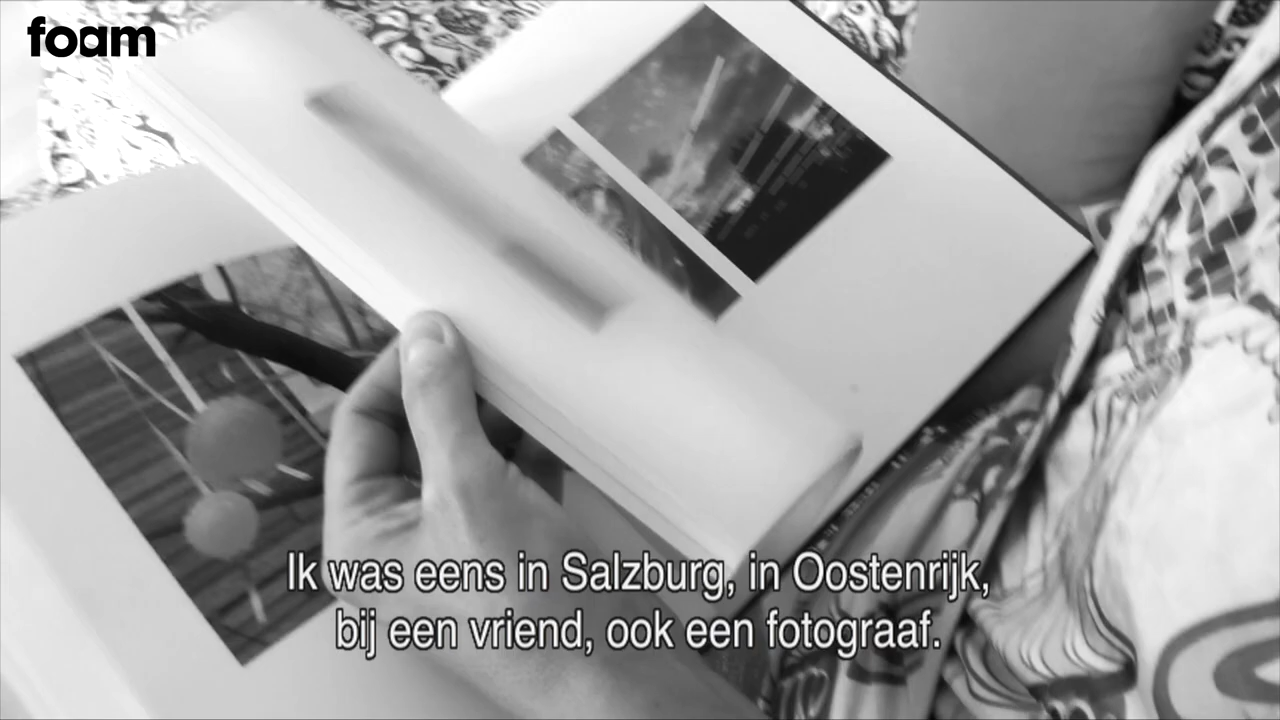 foam
Ik was eens in Salzburg, in Oostenrijk,
bij een vriend, ook een fotograaf.